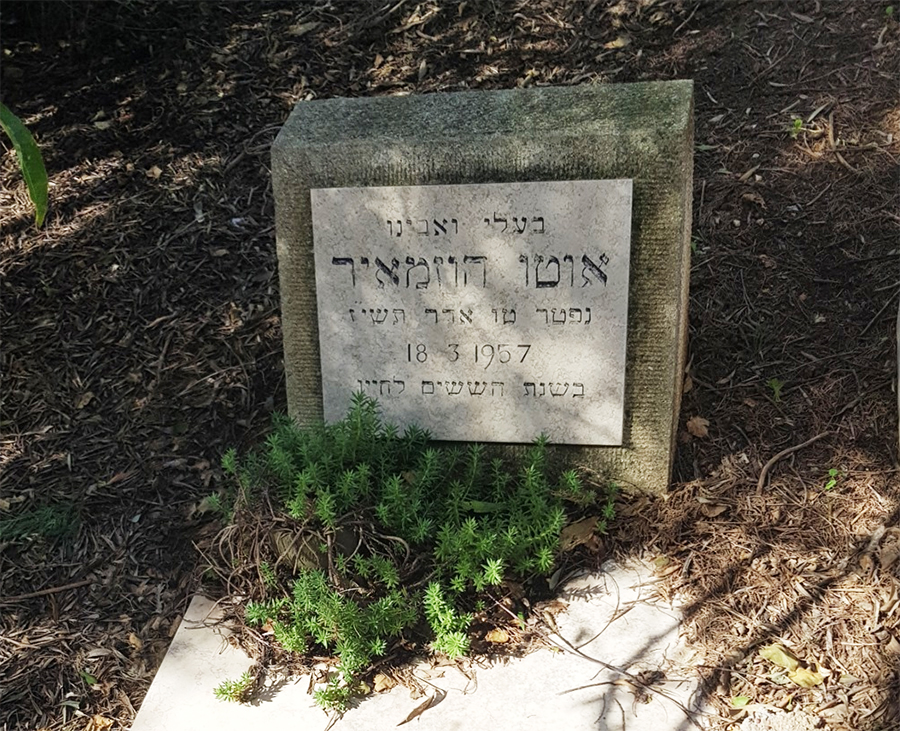 בעלי ואבינו
אוטו הוזמאיר
נפטר טו אדר תשי״ז
18 3 1957
בשנת הששים לחייו